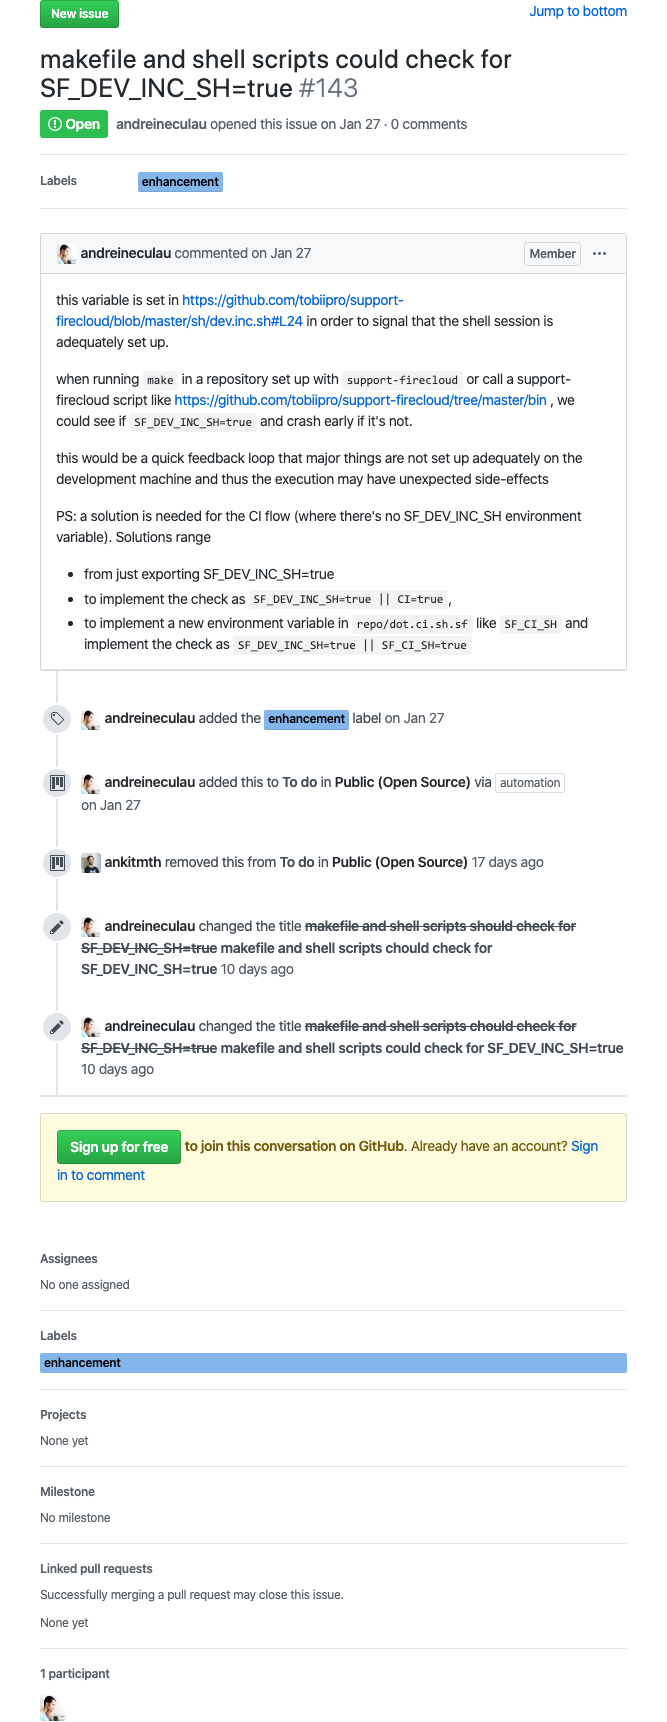 New issue
Jump to bottom
makefile and shell scripts could check for
SF_DEV_INC_SH=true #143
Open
andreineculau opened this issue on Jan 27 · 0 comments
Labels
enhancement
andreineculau commented on Jan 27
Member
this variable is set in https://github.com/tobiipro/support-
firecloud/blob/master/sh/dev.inc.sh#L24 in order to signal that the shell session is
adequately set up.
when running make in a repository set up with support-firecloud or call a support-
firecloud script like https://github.com/tobiipro/support-firecloud/tree/master/bin , we
could see if SF_DEV_INC_SH=true and crash early if it's not.
this would be a quick feedback loop that major things are not set up adequately on the
development machine and thus the execution may have unexpected side-effects
PS: a solution is needed for the CI flow (where there's no SF_DEV_INC_SH environment
variable). Solutions range
• from just exporting SF_DEV_INC_SH=true
• to implement the check as SF_DEV_INC_SH=true || CI=true ,
• to implement a new environment variable in repo/dot.ci.sh.sf like SF_CI_SH and
implement the check as SF_DEV_INC_SH=true || SF_CI_SH=true
andreineculau added the enhancement label on Jan 27
andreineculau added this to To do in Public (Open Source) via automation
on Jan 27
ankitmth removed this from To do in Public (Open Source) 17 days ago
andreineculau changed the title makefile and shell scripts should check for
SF_DEV_INC_SH=true makefile and shell scripts chould check for
SF_DEV_INC_SH=true 10 days ago
andreineculau changed the title makefile and shell scripts chould check for
SF_DEV_INC_SH=true makefile and shell scripts could check for SF_DEV_INC_SH=true
10 days ago
Sign up for free to join this conversation on GitHub. Already have an account? Sign
in to comment
Assignees
No one assigned
Labels
enhancement
Projects
None yet
Milestone
No milestone
Linked pull requests
Successfully merging a pull request may close this issue.
None yet
1 participant